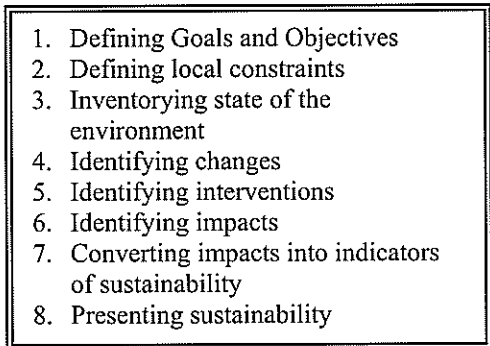 1. Defining Goals and Objectives
2. Defining local constraints
3. Inventorying state of the
environment
4. Identifying changes
5. Identifying interventions
6. Identifying impacts
7. Converting impacts into indicators
of sustainability
8. Presenting sustainability